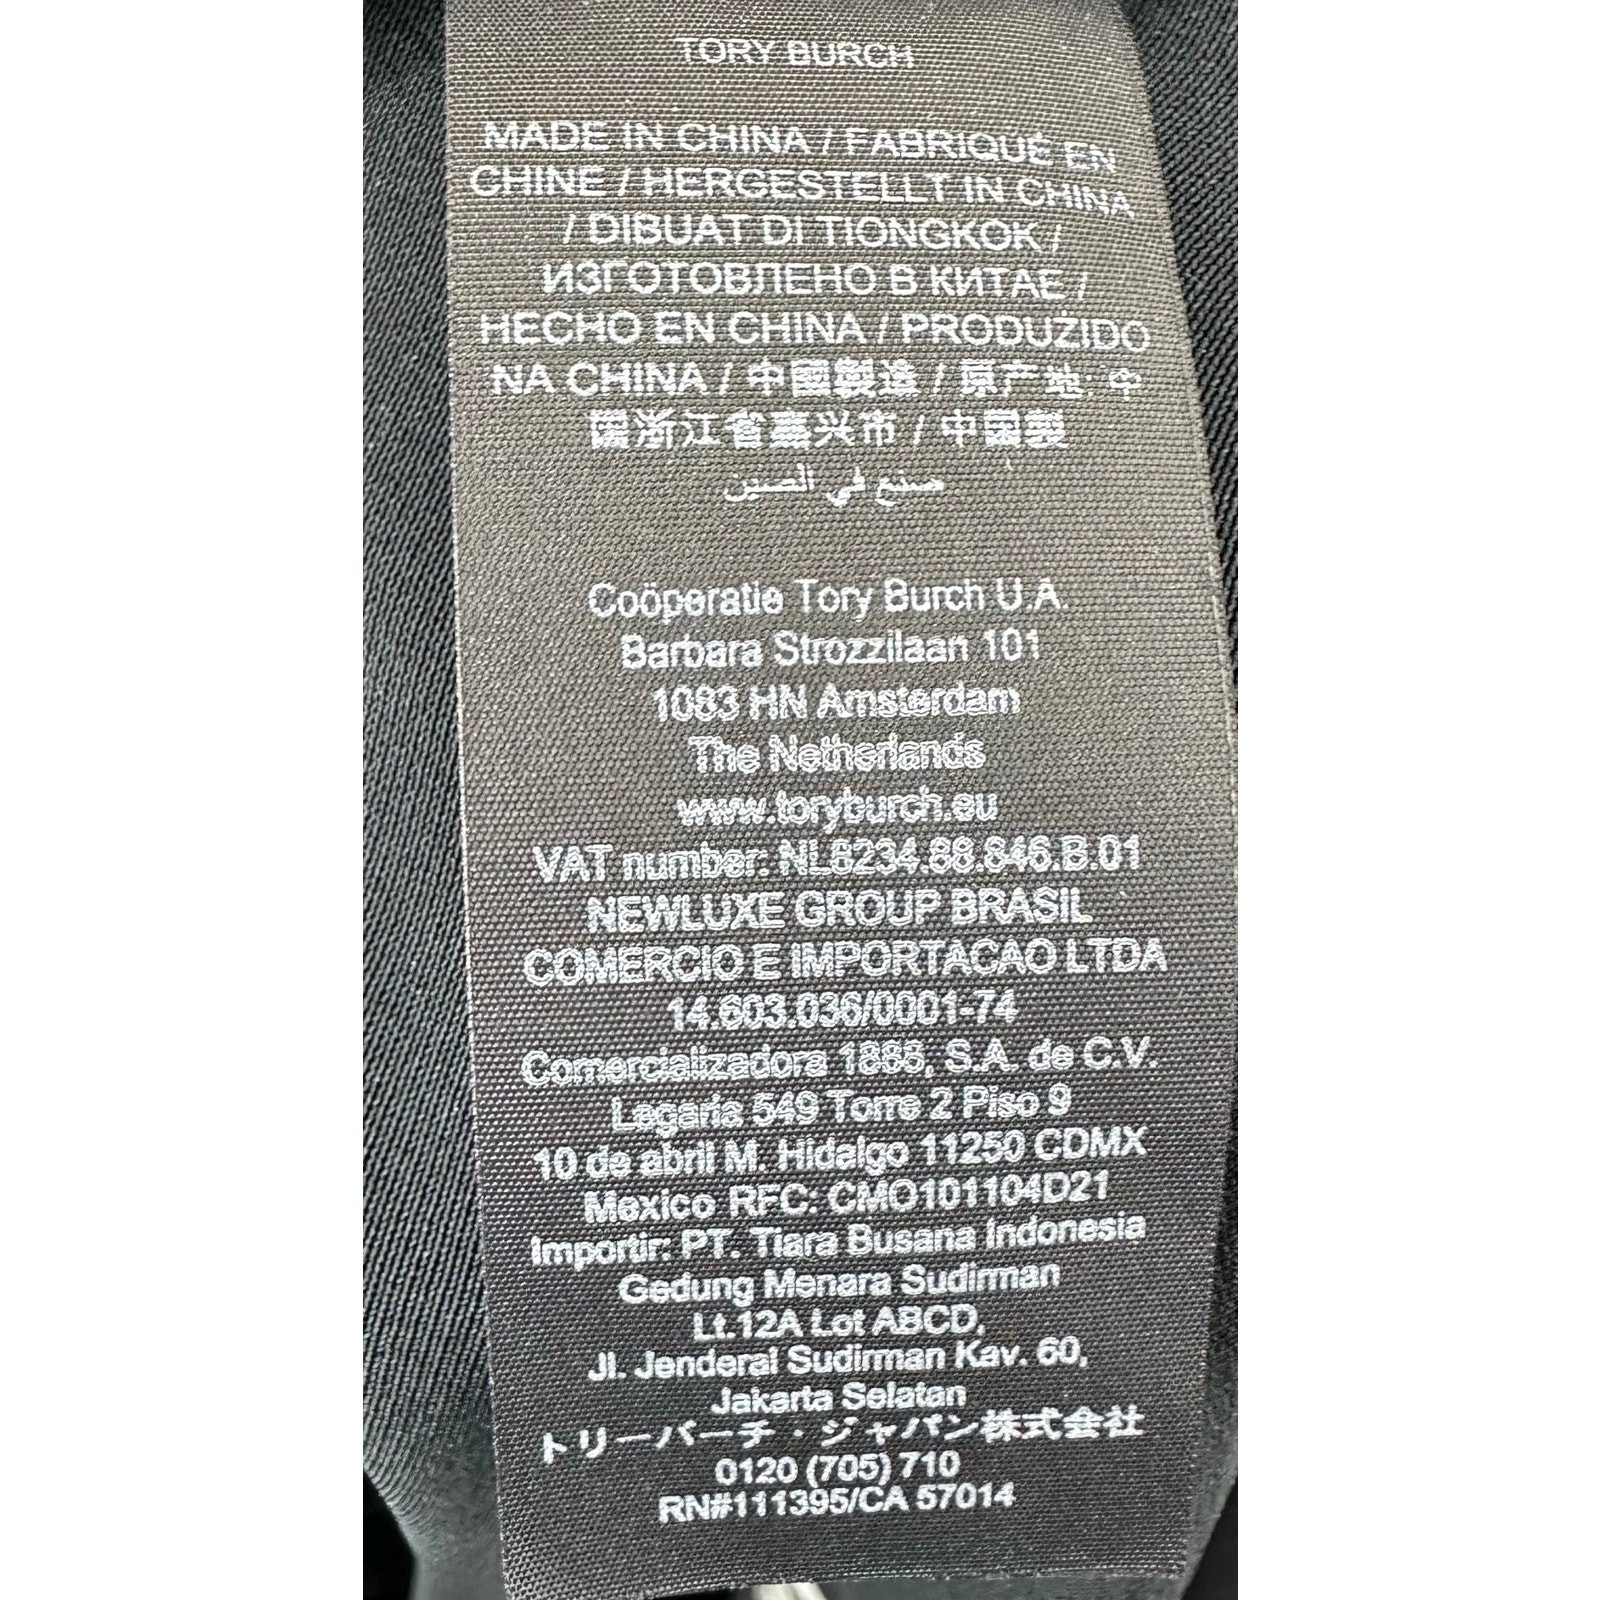 TORY BURCH
MADE IN CHINA / FABRIQUÉ EN
CHINE / HERGESTELLT IN CHINA
/ DIBUAT DI TIONGKOK /
ИЗГОТОВЛЕНО В КИТАЕ /
HECHO EN CHINA / PRODUZIDO
NA CHINA / 中國製造 / 原产地: 中
国浙江省嘉兴市 / 中国製
صنع في الصين
Coöperatie Tory Burch U.A.
Barbara Strozzilaan 101
1083 HN Amsterdam
The Netherlands
www.toryburch.eu
VAT number: NL8234.88.846.B.01
NEWLUXE GROUP BRASIL
COMERCIO E IMPORTACAO LTDA
14.603.036/0001-74
Comercializadora 1888, S.A. de C.V.
Lagaria 549 Torre 2 Piso 9
10 de abril M. Hidalgo 11250 CDMX
Mexico RFC: CMO101104D21
Importir: PT. Tiara Busana Indonesia
Gedung Menara Sudirman
Lt.12A Lot ABCD,
Jl. Jenderal Sudirman Kav. 60,
Jakarta Selatan
トリーバーチ・ジャパン株式会社
0120 (705) 710
RN#111395/CA 57014